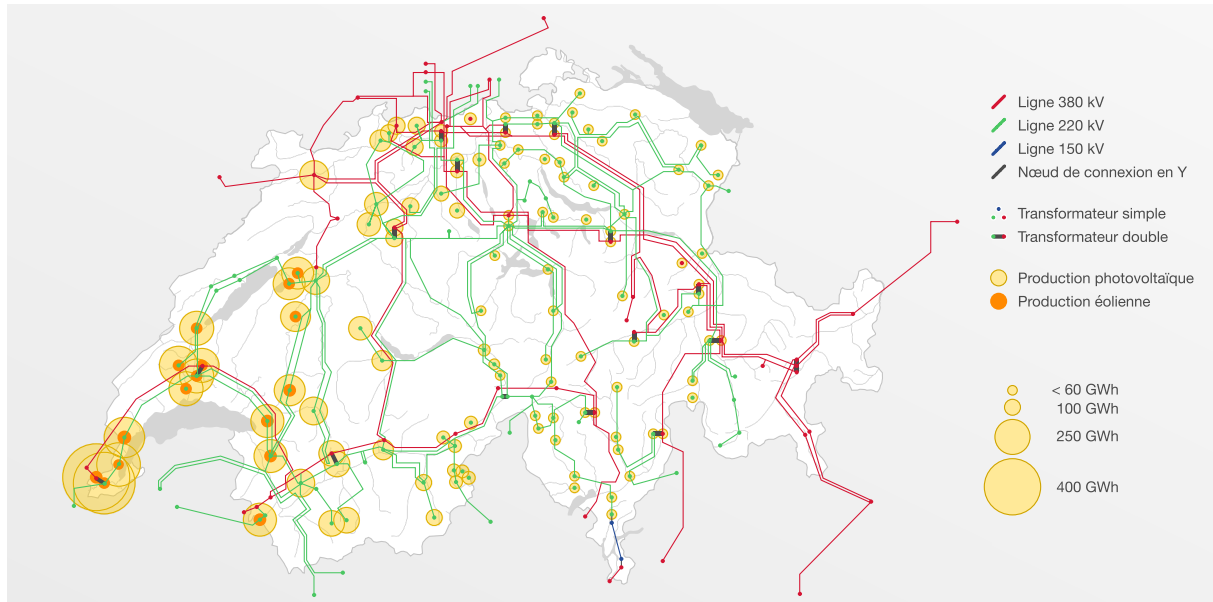 Ligne 380 kV
Ligne 220 kV
Ligne 150 kV
Nœud de connexion en Y
Transformateur simple
Transformateur double
Production photovoltaïque
Production éolienne
< 60 GWh
100 GWh
250 GWh
400 GWh